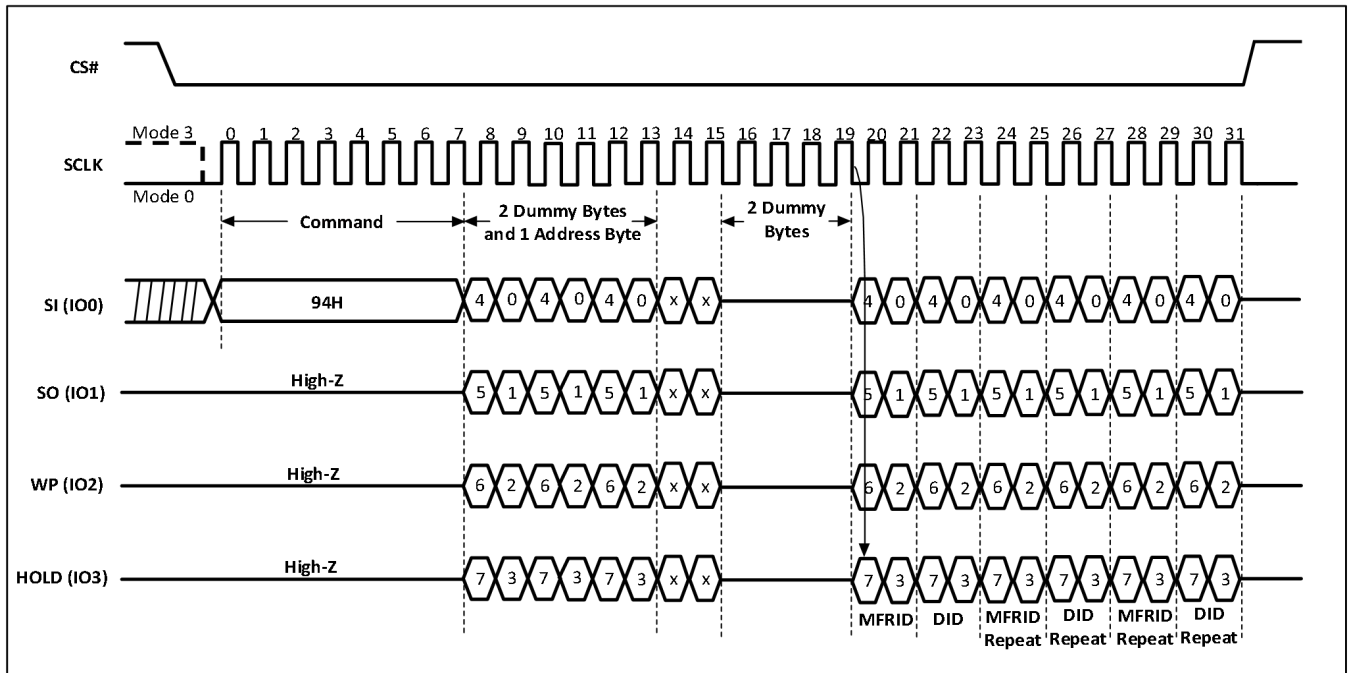 CS#
Mode 3
0 1 2 3 4 5 6 7 8 9 10 11 12 13 14 15 16 17 18 19 20 21 22 23 24 25 26 27 28 29 30 31
SCLK
Mode 0
Command
2 Dummy Bytes
and 1 Address Byte
2 Dummy
Bytes
SI (IO0)
94H
4 0 4 0 4 0 x x
4 0 4 0 4 0 4 0 4 0 4 0
SO (IO1)
High-Z
5 1 5 1 5 1 x x
5 1 5 1 5 1 5 1 5 1 5 1
WP (IO2)
High-Z
6 2 6 2 6 2 x x
6 2 6 2 6 2 6 2 6 2 6 2
HOLD (IO3)
High-Z
7 3 7 3 7 3 x x
7 3 7 3 7 3 7 3 7 3 7 3
MFRID
DID
MFRID
Repeat
DID
Repeat
MFRID
Repeat
DID
Repeat